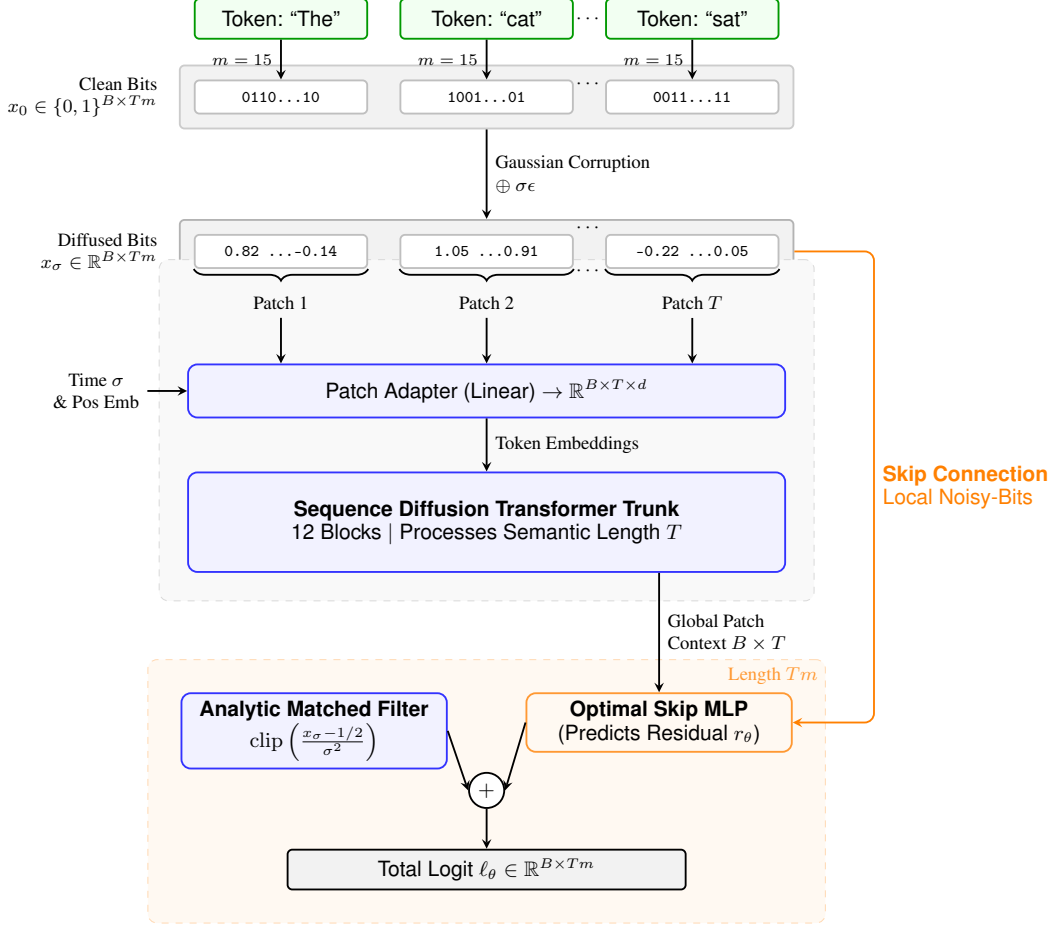 Token: “The”
Token: “cat”
...
Token: “sat”
m = 15
m = 15
m = 15
Clean Bits
x₀ ∈ {0, 1}^{B×Tm}
0110...10
1001...01
...
0011...11
Gaussian Corruption
⊕ σϵ
Diffused Bits
x_σ ∈ ℝ^{B×Tm}
...
0.82 ...-0.14
1.05 ...0.91
-0.22 ...0.05
...
Patch 1
Patch 2
Patch T
Time σ
& Pos Emb
Patch Adapter (Linear) → ℝ^{B×T×d}
Token Embeddings
Skip Connection
Local Noisy-Bits
Sequence Diffusion Transformer Trunk
12 Blocks | Processes Semantic Length T
Global Patch
Context B × T
Length Tm
Analytic Matched Filter
clip (\frac{x_σ−1/2}{σ²})
Optimal Skip MLP
(Predicts Residual r_θ)
+
Total Logit ℓ_θ ∈ ℝ^{B×Tm}